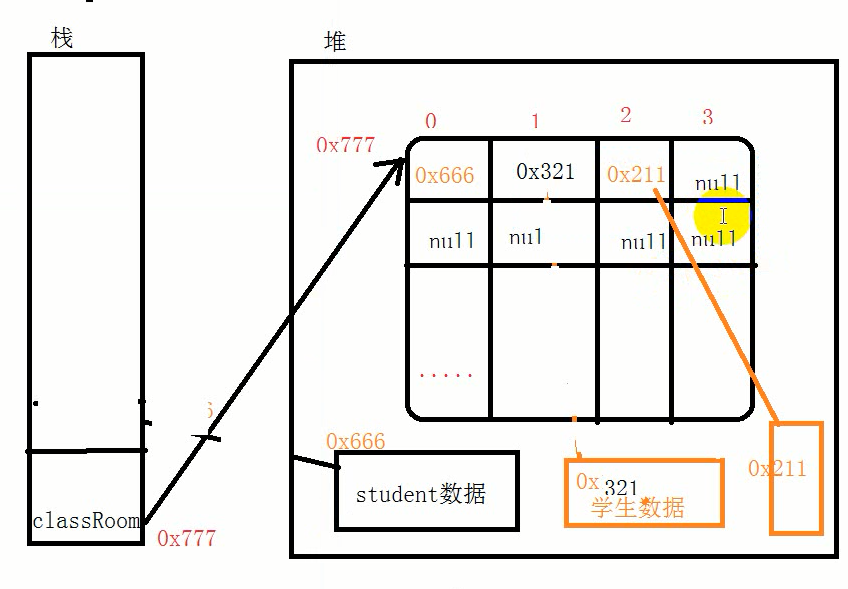 栈
堆
0 1 2 3
0x777
0x666 0x321 0x211 null
null nul null null
.....
0x666
student数据
0x 321
学生数据
0x211
classRoom
0x777